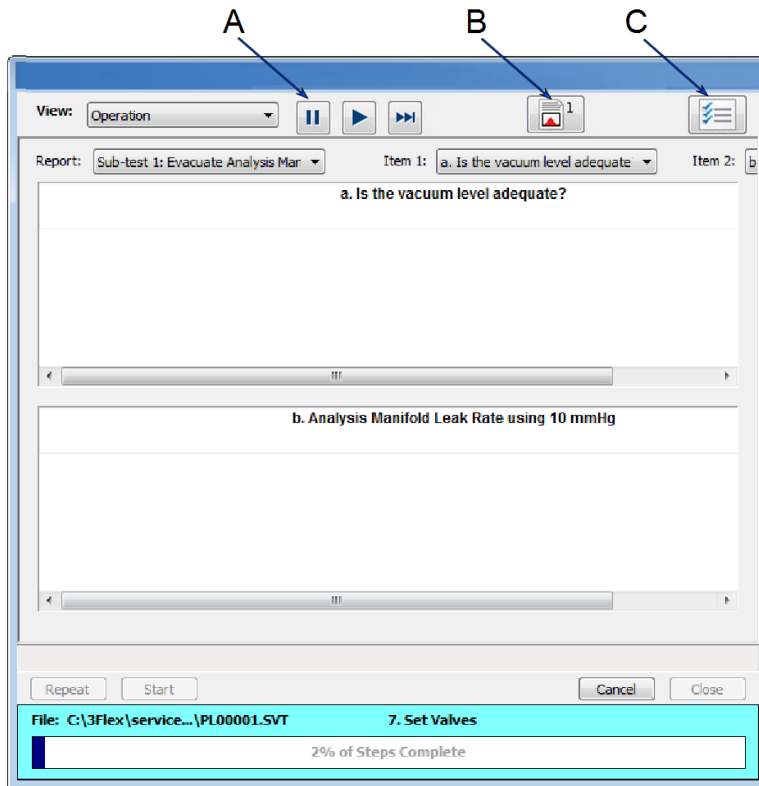 A B C
View: Operation 1
Report: Sub-test 1: Evacuate Analysis Mar Item 1: a. Is the vacuum level adequate Item 2: b
a. Is the vacuum level adequate?
b. Analysis Manifold Leak Rate using 10 mmHg
Repeat Start Cancel Close
File: C:\3Flex\service...\PL00001.SVT 7. Set Valves
2% of Steps Complete